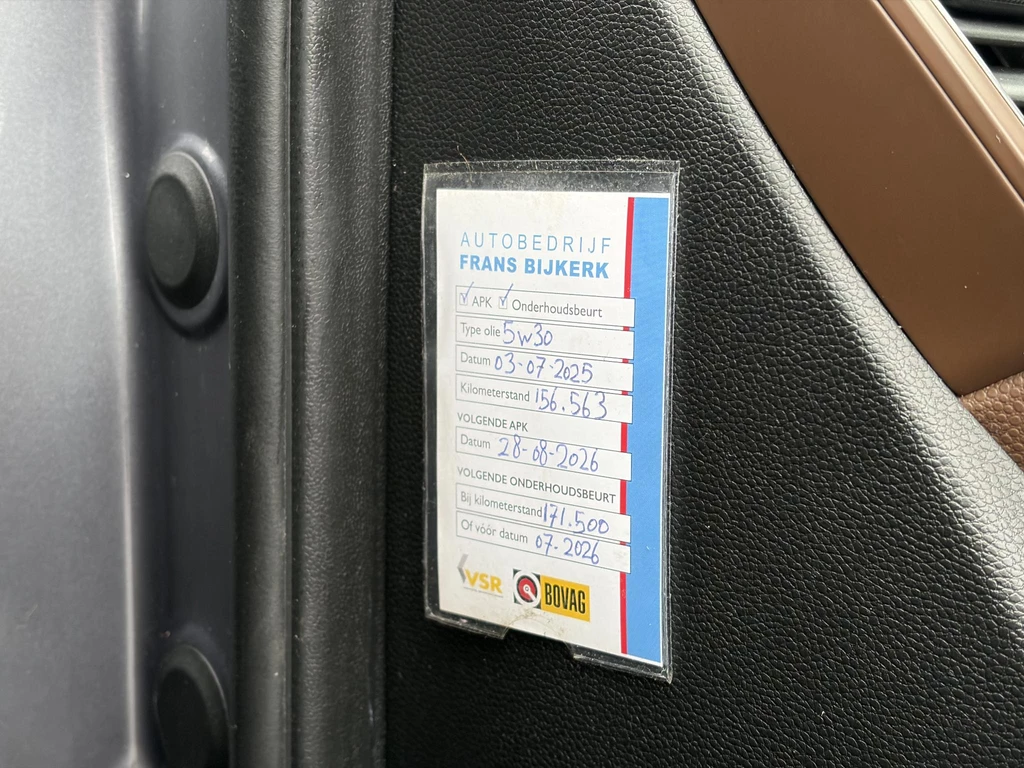 AUTOBEDRIJF
FRANS BIJKERK
APK Onderhoudsbeurt
Type olie 5w30
Datum 03-07-2025
Kilometerstand 156.563
VOLGENDE APK
Datum 28-08-2026
VOLGENDE ONDERHOUDSBEURT
Bij kilometerstand 171.500
Of vóór datum 07-2026
VSR BOVAG